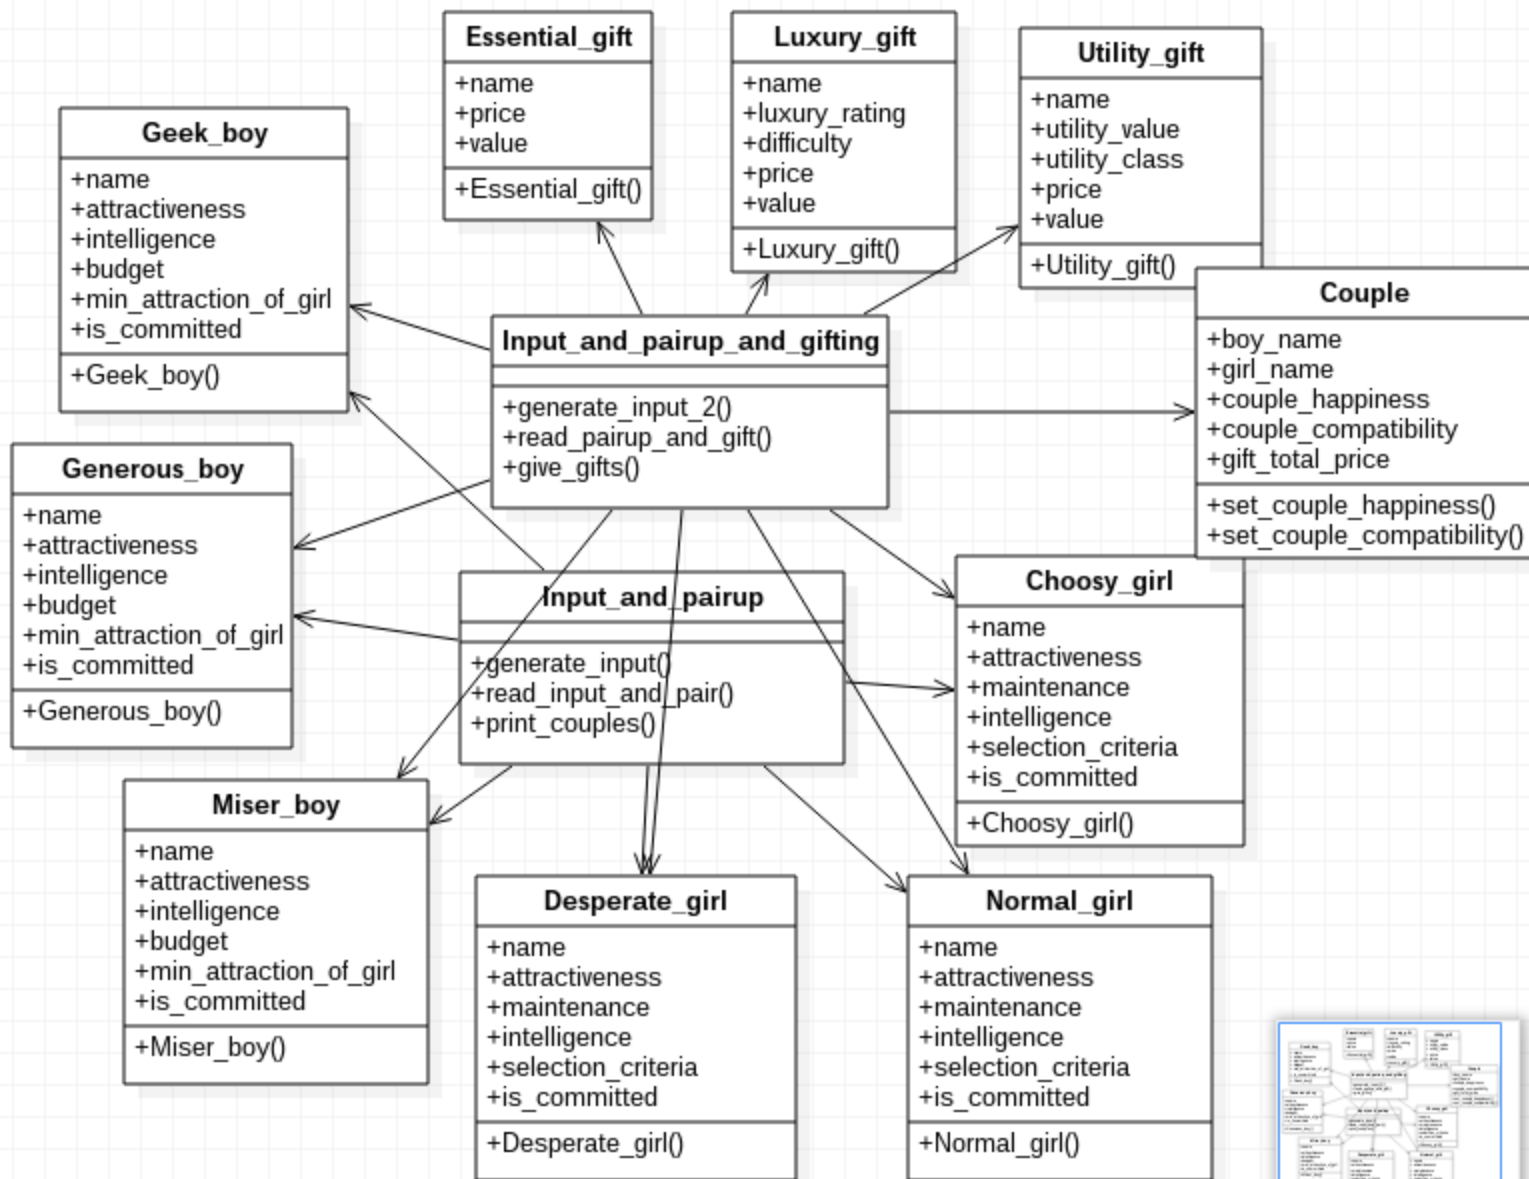 Essential_gift
+name
+price
+value
+Essential_gift()
Luxury_gift
+name
+luxury_rating
+difficulty
+price
+value
+Luxury_gift()
Utility_gift
+name
+utility_value
+utility_class
+price
+value
+Utility_gift()
Geek_boy
+name
+attractiveness
+intelligence
+budget
+min_attraction_of_girl
+is_committed
+Geek_boy()
Input_and_pairup_and_gifting
+generate_input_2()
+read_pairup_and_gift()
+give_gifts()
Couple
+boy_name
+girl_name
+couple_happiness
+couple_compatibility
+gift_total_price
+set_couple_happiness()
+set_couple_compatibility()
Generous_boy
+name
+attractiveness
+intelligence
+budget
+min_attraction_of_girl
+is_committed
+Generous_boy()
Input_and_pairup
+generate_input()
+read_input_and_pair()
+print_couples()
Choosy_girl
+name
+attractiveness
+maintenance
+intelligence
+selection_criteria
+is_committed
+Choosy_girl()
Miser_boy
+name
+attractiveness
+intelligence
+budget
+min_attraction_of_girl
+is_committed
+Miser_boy()
Desperate_girl
+name
+attractiveness
+maintenance
+intelligence
+selection_criteria
+is_committed
+Desperate_girl()
Normal_girl
+name
+attractiveness
+maintenance
+intelligence
+selection_criteria
+is_committed
+Normal_girl()